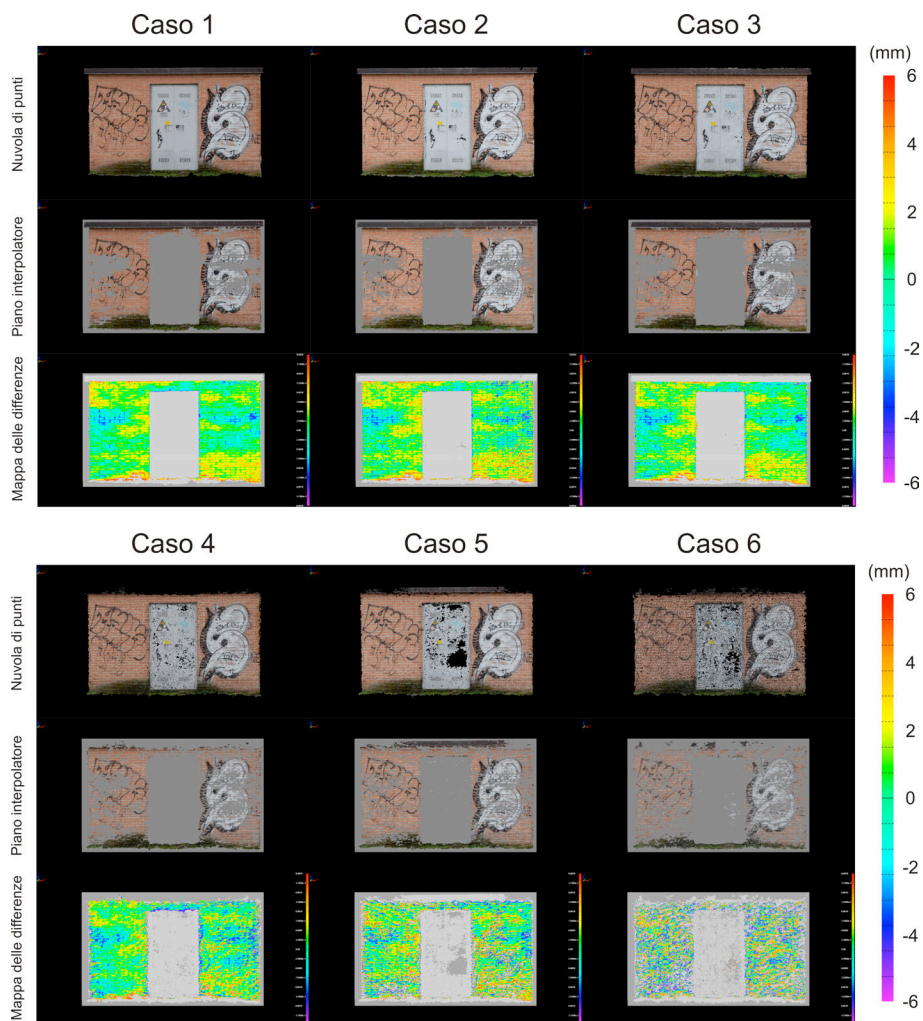 Caso 1
Caso 2
Caso 3
(mm)
Nuvola di punti
Piano interpolatore
Mappa delle differenze
6
4
2
0
-2
-4
-6
Caso 4
Caso 5
Caso 6
(mm)
Nuvola di punti
Piano interpolatore
Mappa delle differenze
6
4
2
0
-2
-4
-6